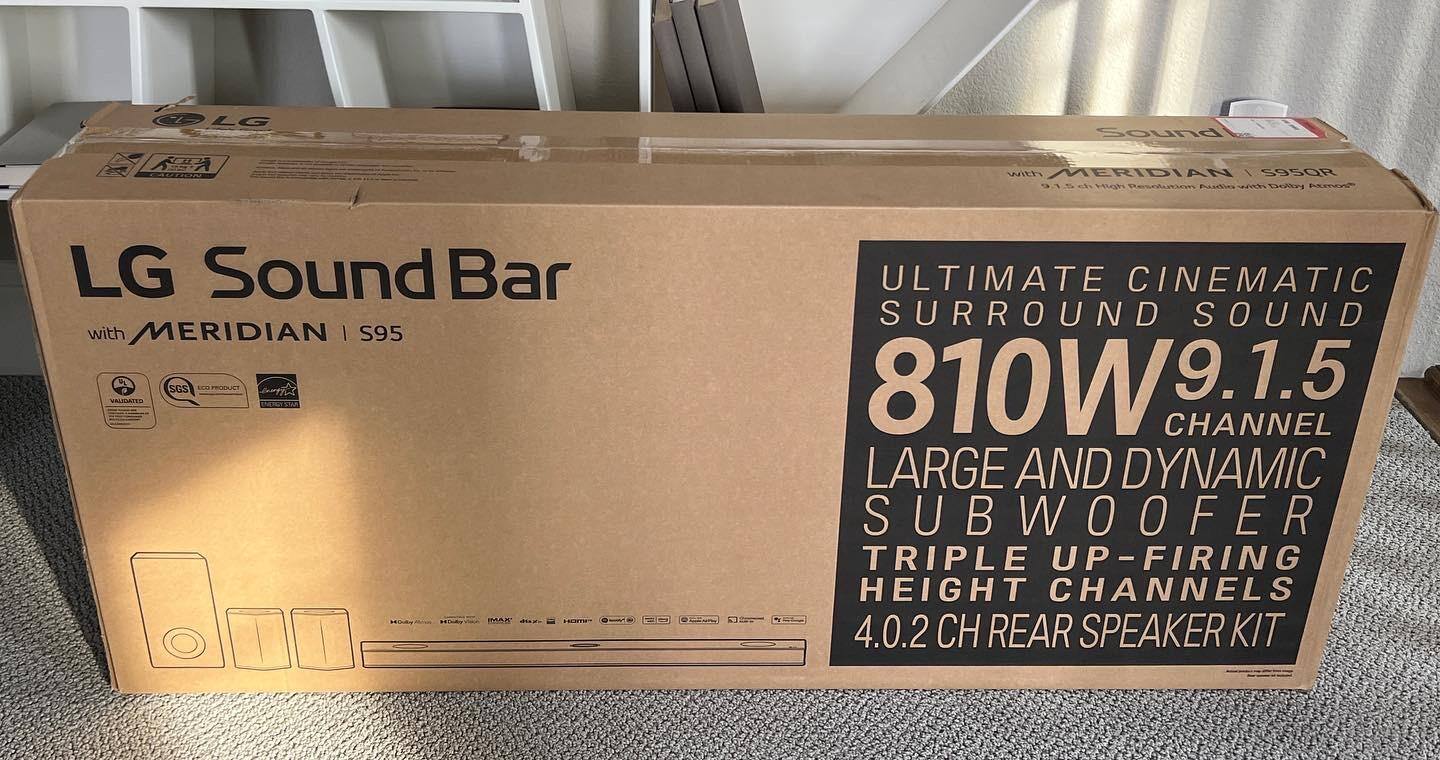 LG
Sound
CAUTION
with MERIDIAN | S95QR
9.1.5 ch High Resolution Audio with Dolby Atmos®
LG Sound Bar
with MERIDIAN | S95
UL
VALIDATED
SGS
ECO PRODUCT
energy
ENERGY STAR
ULTIMATE CINEMATIC
SURROUND SOUND
810W 9.1.5
CHANNEL
LARGE AND DYNAMIC
SUBWOOFER
TRIPLE UP-FIRING
HEIGHT CHANNELS
4.0.2 CH REAR SPEAKER KIT
Dolby Atmos Dolby Vision IMAX HDMI